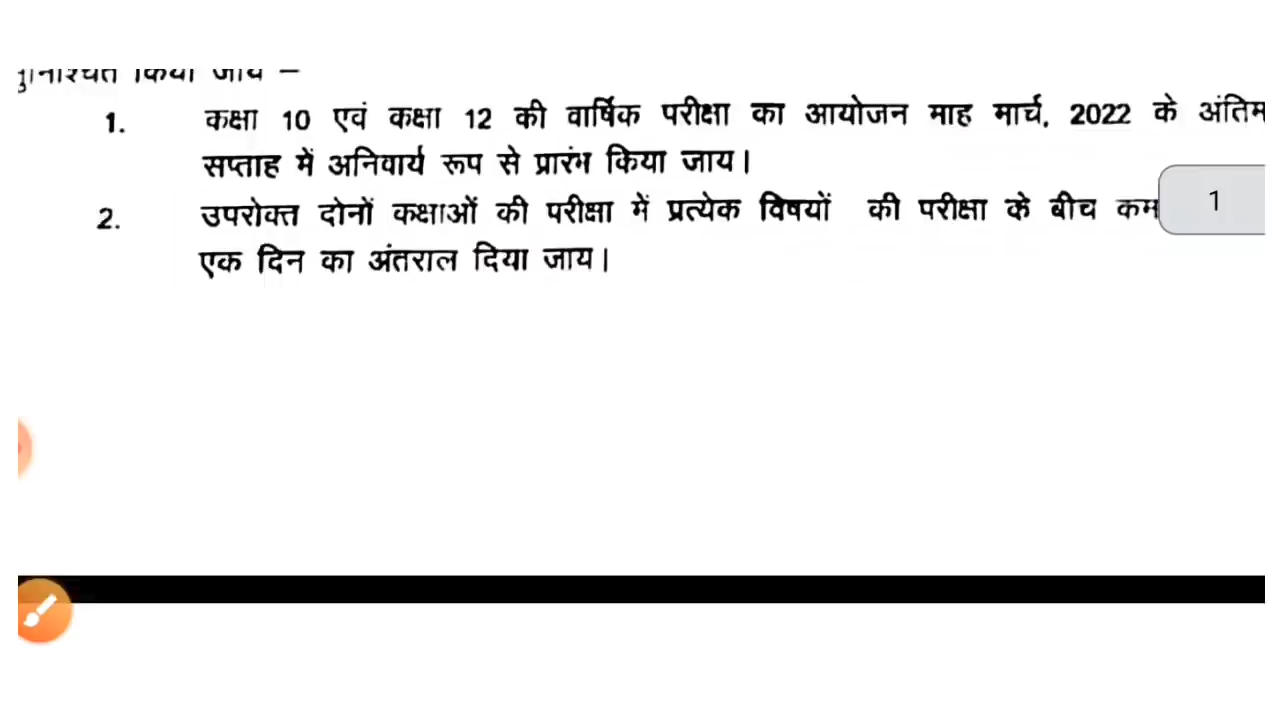 सुनिश्चित किया जाय –
1. कक्षा 10 एवं कक्षा 12 की वार्षिक परीक्षा का आयोजन माह मार्च, 2022 के अंतिम
सप्ताह में अनिवार्य रूप से प्रारंभ किया जाय।
2. उपरोक्त दोनों कक्षाओं की परीक्षा में प्रत्येक विषयों की परीक्षा के बीच कम
1
एक दिन का अंतराल दिया जाय।